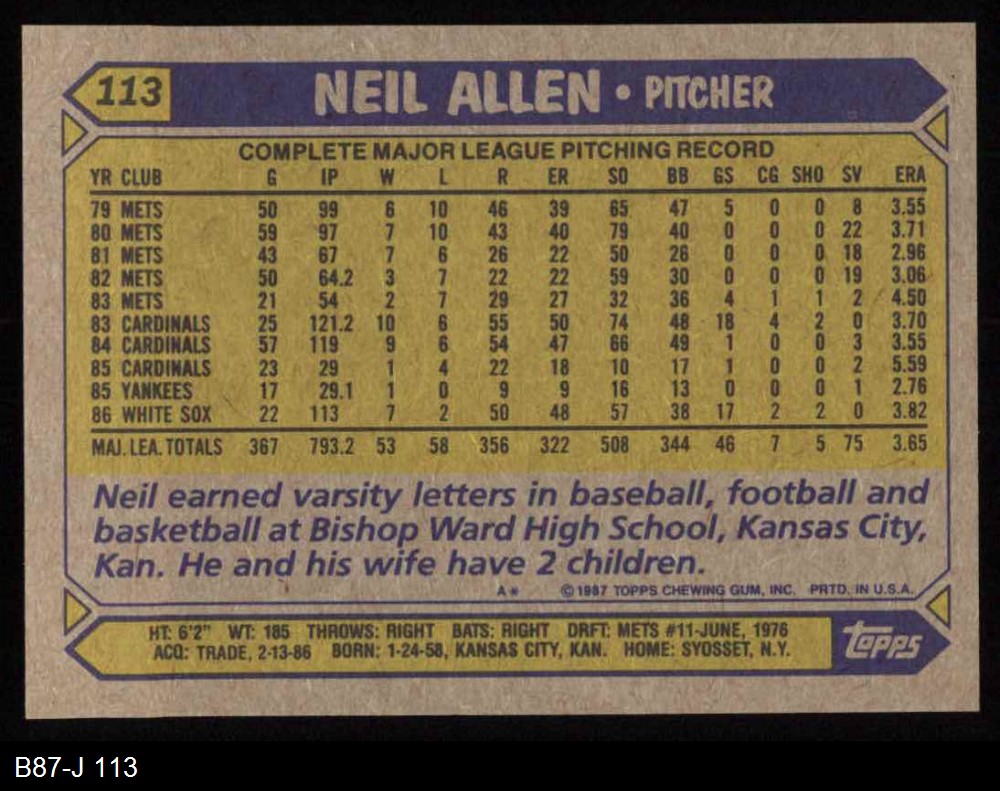 113 NEIL ALLEN • PITCHER
COMPLETE MAJOR LEAGUE PITCHING RECORD
YR CLUB G IP W L R ER SO BB GS CG SHO SV ERA
79 METS 50 99 6 10 46 39 65 47 5 0 0 8 3.55
80 METS 59 97 7 10 43 40 79 40 0 0 0 22 3.71
81 METS 43 67 7 6 26 22 50 26 0 0 0 18 2.96
82 METS 50 64.2 3 7 22 22 59 30 0 0 0 19 3.06
83 METS 21 54 2 7 29 27 32 36 4 1 1 2 4.50
83 CARDINALS 25 121.2 10 6 55 50 74 48 18 4 2 0 3.70
84 CARDINALS 57 119 9 6 54 47 66 49 1 0 0 3 3.55
85 CARDINALS 23 29 1 4 22 18 10 17 1 0 0 2 5.59
85 YANKEES 17 29.1 1 0 9 9 16 13 0 0 0 1 2.76
86 WHITE SOX 22 113 7 2 50 48 57 38 17 2 2 0 3.82
MAJ. LEA. TOTALS 367 793.2 53 58 356 322 508 344 46 7 5 75 3.65
Neil earned varsity letters in baseball, football and
basketball at Bishop Ward High School, Kansas City,
Kan. He and his wife have 2 children.
A* ©1987 TOPPS CHEWING GUM, INC. PRTD. IN U.S.A.
HT: 6'2" WT: 185 THROWS: RIGHT BATS: RIGHT DRFT: METS #11-JUNE, 1976
ACQ: TRADE, 2-13-86 BORN: 1-24-58, KANSAS CITY, KAN. HOME: SYOSSET, N.Y.
topps
B87-J 113